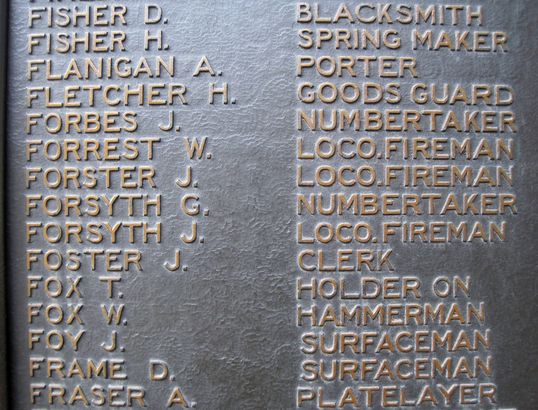 FISHER D. BLACKSMITH
FISHER H. SPRING MAKER
FLANIGAN A. PORTER
FLETCHER H. GOODS GUARD
FORBES J. NUMBERTAKER
FORREST W. LOCO. FIREMAN
FORSTER J. LOCO. FIREMAN
FORSYTH G. NUMBERTAKER
FORSYTH J. LOCO. FIREMAN
FOSTER J. CLERK
FOX T. HOLDER ON
FOX W. HAMMERMAN
FOY J. SURFACEMAN
FRAME D. SURFACEMAN
FRASER A. PLATELAYER